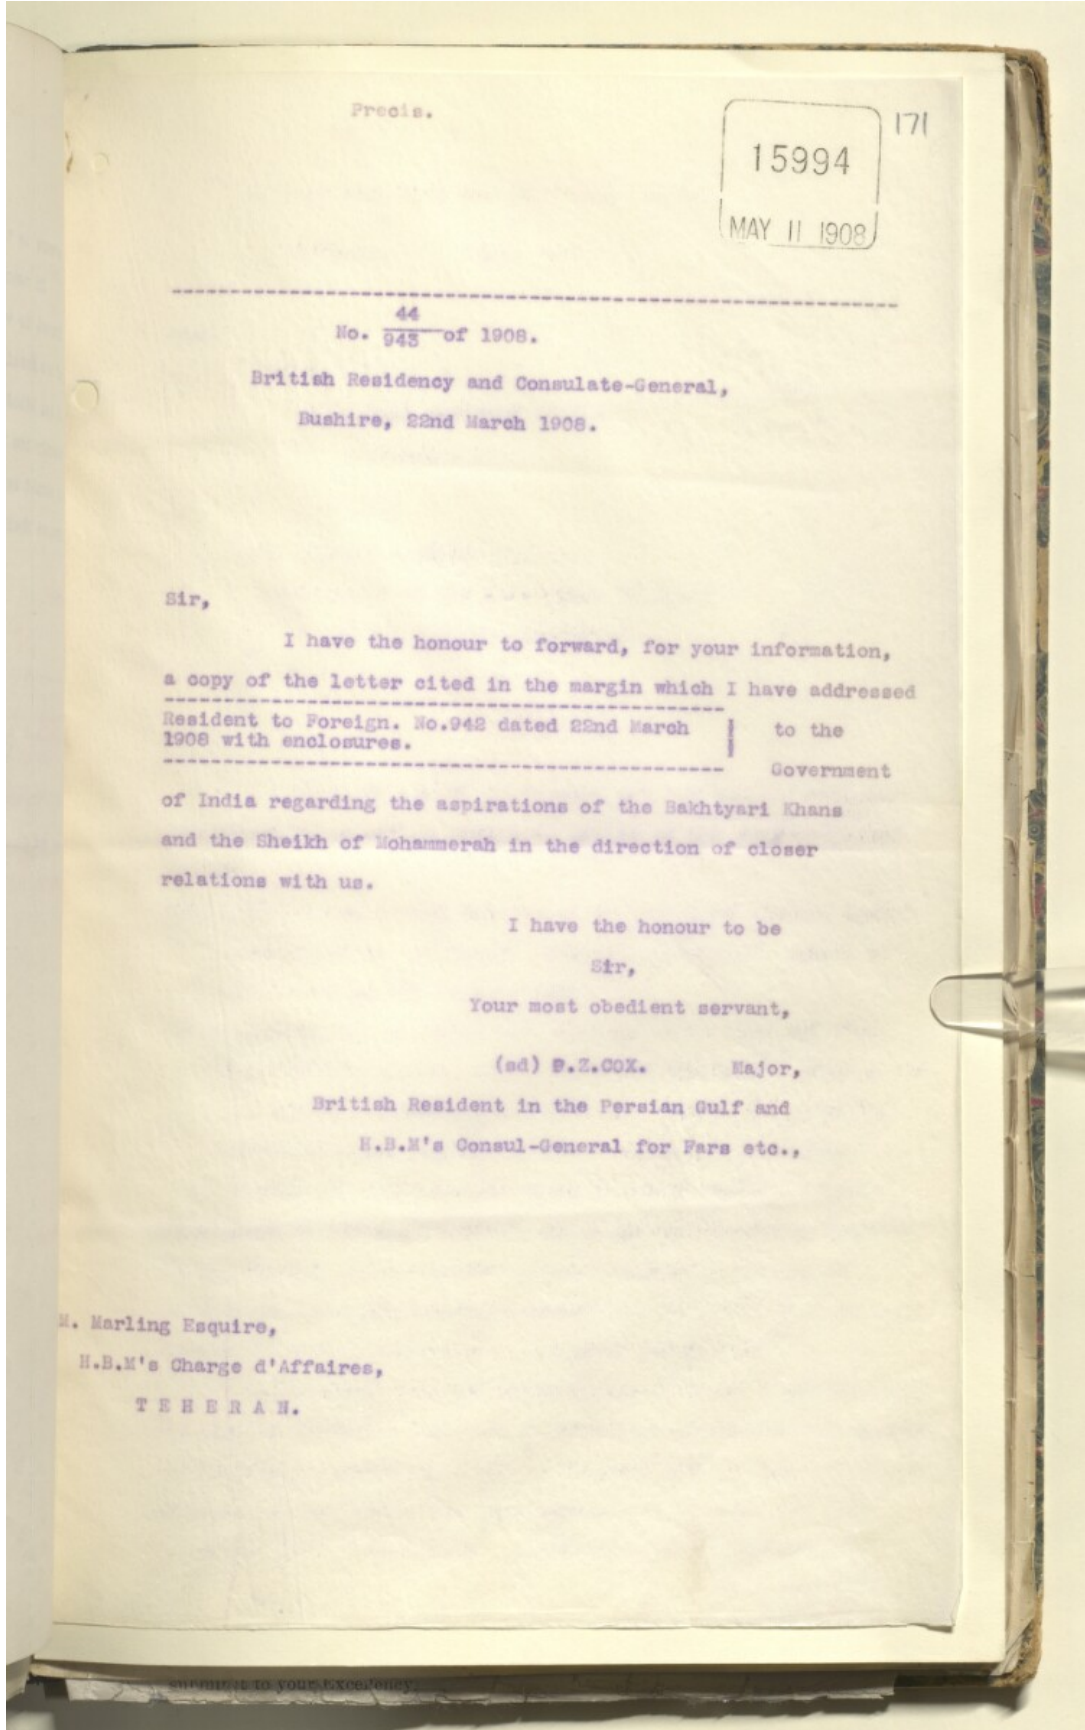 Precis.
171
15994
MAY 11 1908
44
No. 943 of 1908.
British Residency and Consulate-General,
Bushire, 22nd March 1908.
Sir,
I have the honour to forward, for your information,
a copy of the letter cited in the margin which I have addressed
Resident to Foreign. No.942 dated 22nd March
1908 with enclosures.
to the
Government
of India regarding the aspirations of the Bakhtyari Khans
and the Sheikh of Mohammerah in the direction of closer
relations with us.
I have the honour to be
Sir,
Your most obedient servant,
(sd) P.Z.COX. Major,
British Resident in the Persian Gulf and
H.B.M's Consul-General for Fars etc.,
M. Marling Esquire,
H.B.M's Charge d'Affaires,
T E H E R A N.
submit to your Excellency